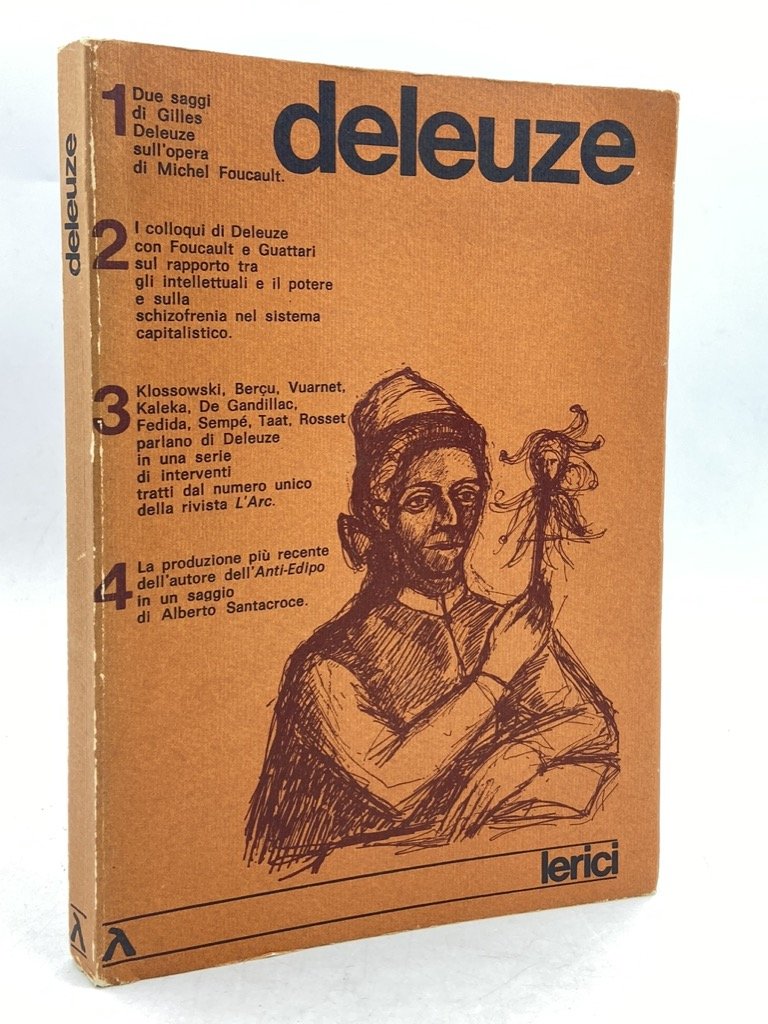 deleuze
deleuze
1
Due saggi
di Gilles
Deleuze
sull'opera
di Michel Foucault.
2
I colloqui di Deleuze
con Foucault e Guattari
sul rapporto tra
gli intellettuali e il potere
e sulla
schizofrenia nel sistema
capitalistico.
3
Klossowski, Berçu, Vuarnet,
Kaleka, De Gandillac,
Fedida, Sempé, Taat, Rosset
parlano di Deleuze
in una serie
di interventi
tratti dal numero unico
della rivista L'Arc.
4
La produzione più recente
dell'autore dell'Anti-Edipo
in un saggio
di Alberto Santacroce.
lerici
λ
λ